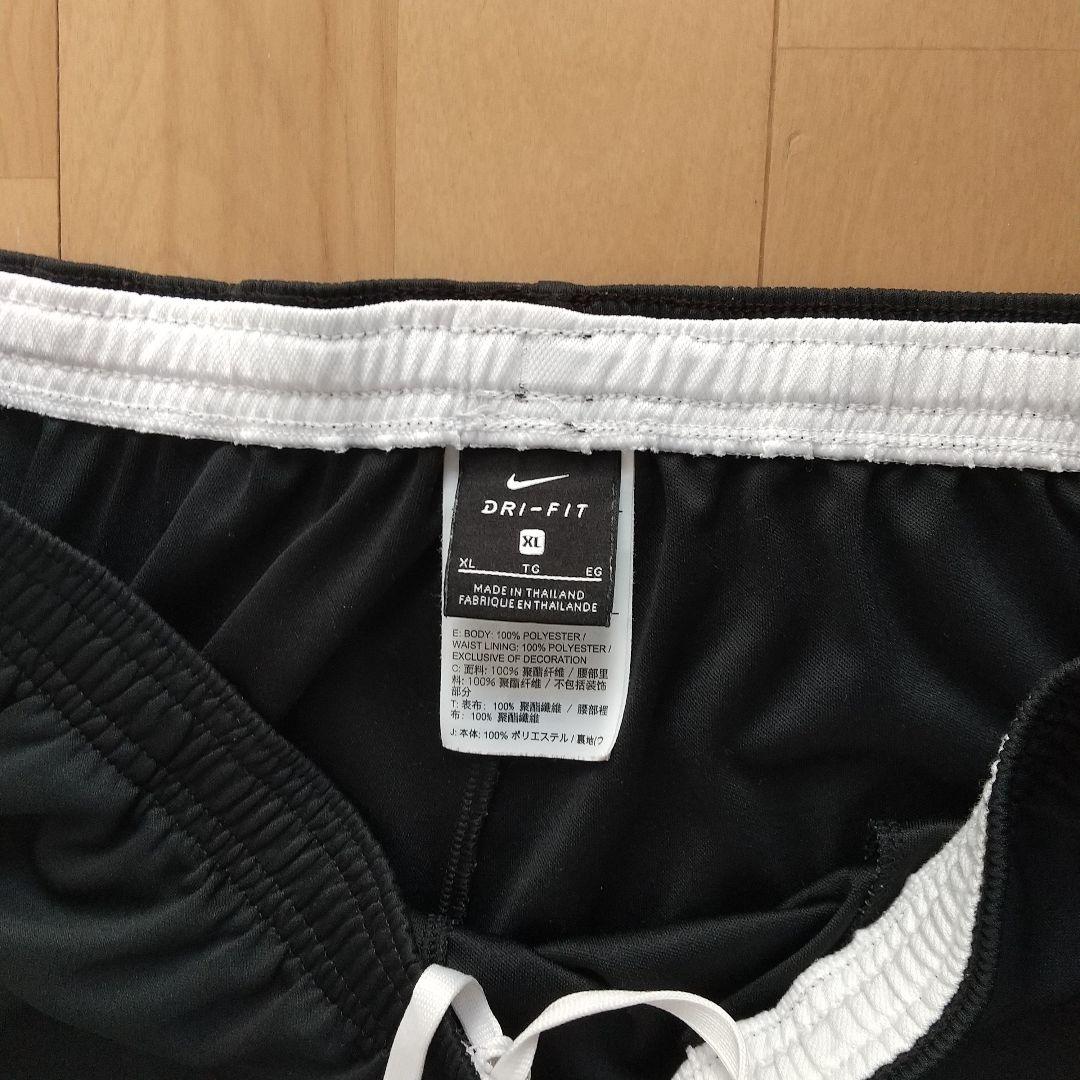 DRI-FIT
XL
XL TG EG
MADE IN THAILAND
FABRIQUE EN THAILANDE
E: BODY: 100% POLYESTER /
WAIST LINING: 100% POLYESTER /
EXCLUSIVE OF DECORATION
C: 面料: 100% 聚酯纤维 / 腰部里
料: 100% 聚酯纤维 / 不包括装饰
部分
T: 表布: 100% 聚酯纖維 / 腰部裡
布: 100% 聚酯纖維
J: 本体: 100% ポリエステル / 裏地(ウ